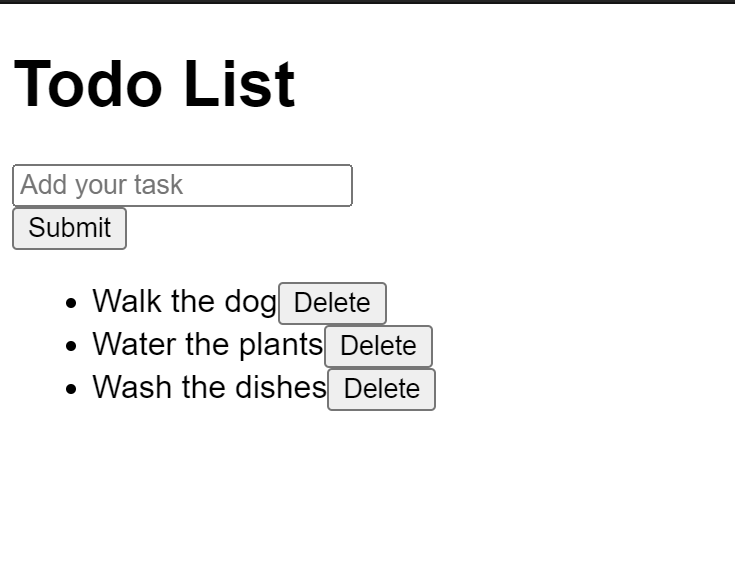 Todo List
Add your task
Submit
Walk the dog Delete
Water the plants Delete
Wash the dishes Delete